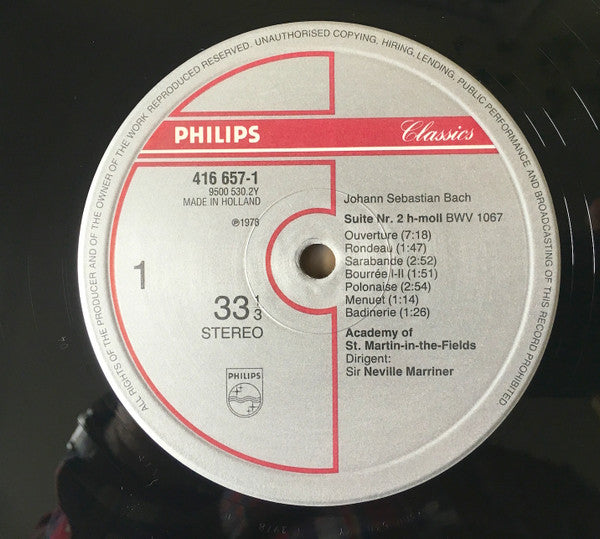 ALL RIGHTS OF THE PRODUCER AND OF THE OWNER OF THE WORK REPRODUCED RESERVED. UNAUTHORISED COPYING, HIRING, LENDING, PUBLIC PERFORMANCE AND BROADCASTING OF THIS RECORD PROHIBITED
PHILIPS
Classics
416 657-1
9500 530.2Y
MADE IN HOLLAND
℗1978
1
33 1/3
STEREO
PHILIPS
Johann Sebastian Bach
Suite Nr. 2 h-moll BWV 1067
Ouverture (7:18)
Rondeau (1:47)
Sarabande (2:52)
Bourrée I-II (1:51)
Polonaise (2:54)
Menuet (1:14)
Badinerie (1:26)
Academy of
St. Martin-in-the-Fields
Dirigent:
Sir Neville Marriner